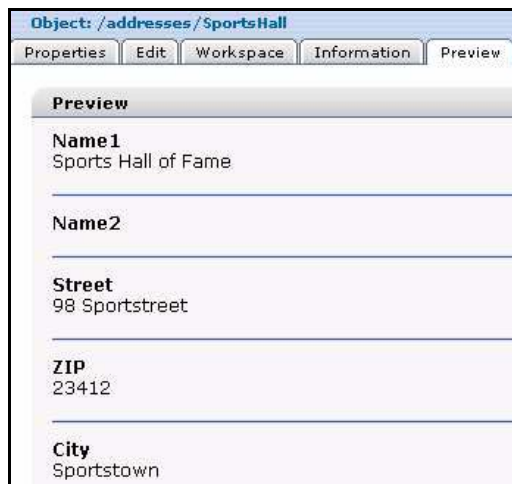 Object: /addresses/SportsHall
Properties Edit Workspace Information Preview
Preview
Name1
Sports Hall of Fame
Name2
Street
98 Sportstreet
ZIP
23412
City
Sportstown